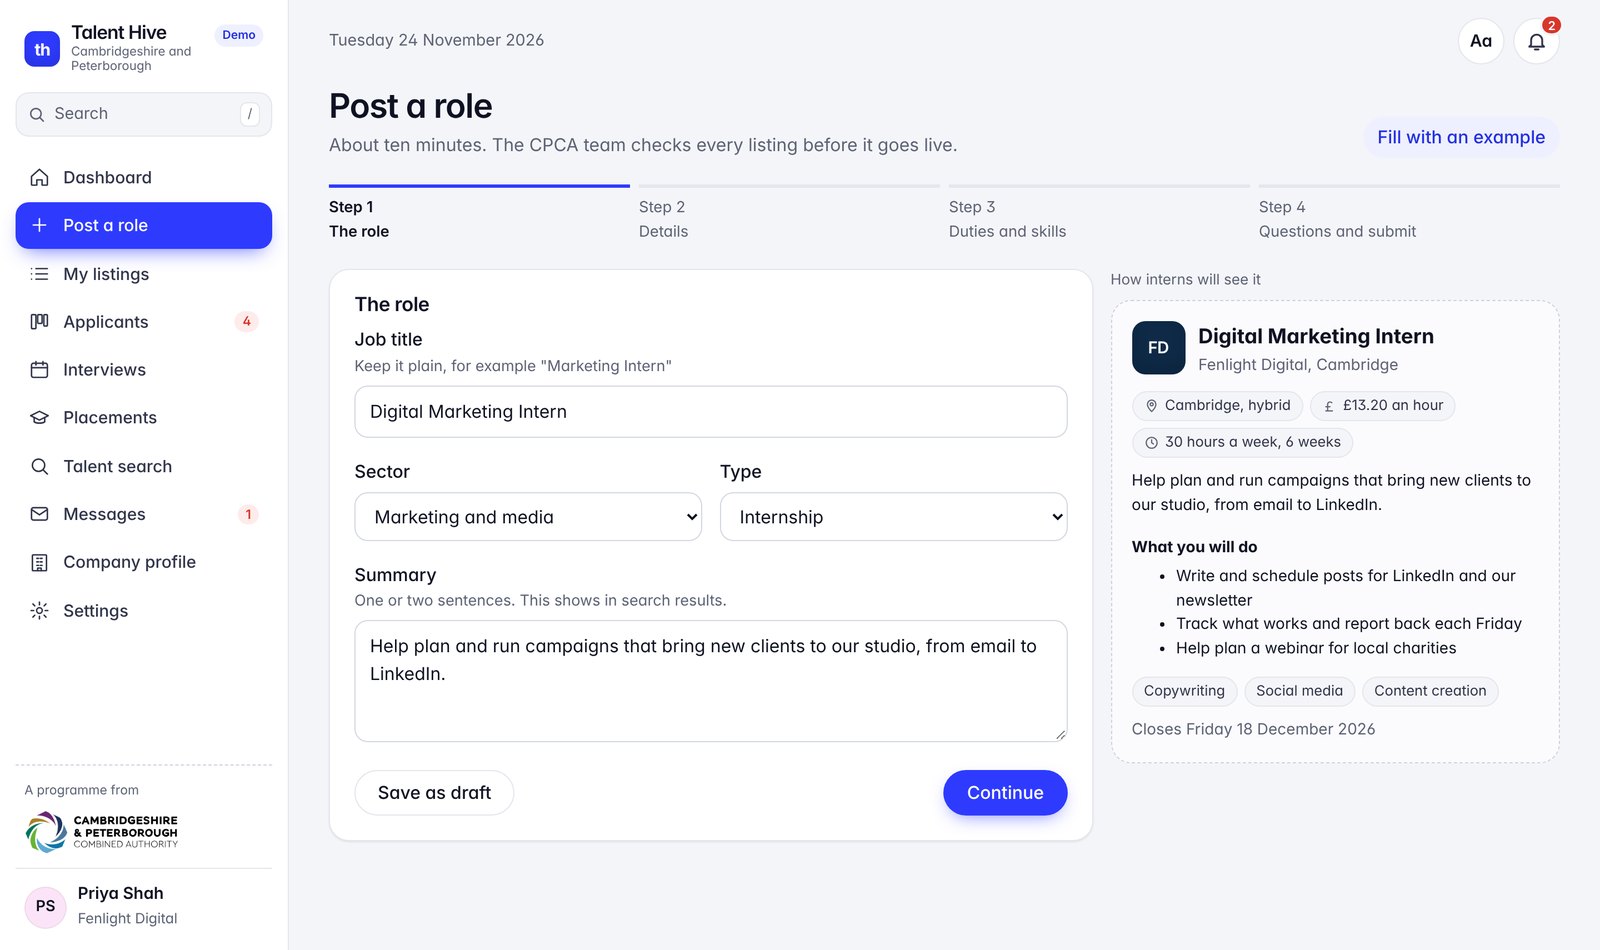 th
Talent Hive
Cambridgeshire and
Peterborough
Demo
Search
/
Dashboard
Post a role
My listings
Applicants
4
Interviews
Placements
Talent search
Messages
1
Company profile
Settings
A programme from
CAMBRIDGESHIRE
& PETERBOROUGH
COMBINED AUTHORITY
PS
Priya Shah
Fenlight Digital
Tuesday 24 November 2026
Aa
2
Post a role
About ten minutes. The CPCA team checks every listing before it goes live.
Fill with an example
Step 1
The role
Step 2
Details
Step 3
Duties and skills
Step 4
Questions and submit
The role
Job title
Keep it plain, for example "Marketing Intern"
Digital Marketing Intern
Sector
Marketing and media
Type
Internship
Summary
One or two sentences. This shows in search results.
Help plan and run campaigns that bring new clients to our studio, from email to
LinkedIn.
Save as draft
Continue
How interns will see it
FD
Digital Marketing Intern
Fenlight Digital, Cambridge
Cambridge, hybrid
£ £13.20 an hour
30 hours a week, 6 weeks
Help plan and run campaigns that bring new clients to
our studio, from email to LinkedIn.
What you will do
• Write and schedule posts for LinkedIn and our
newsletter
• Track what works and report back each Friday
• Help plan a webinar for local charities
Copywriting
Social media
Content creation
Closes Friday 18 December 2026